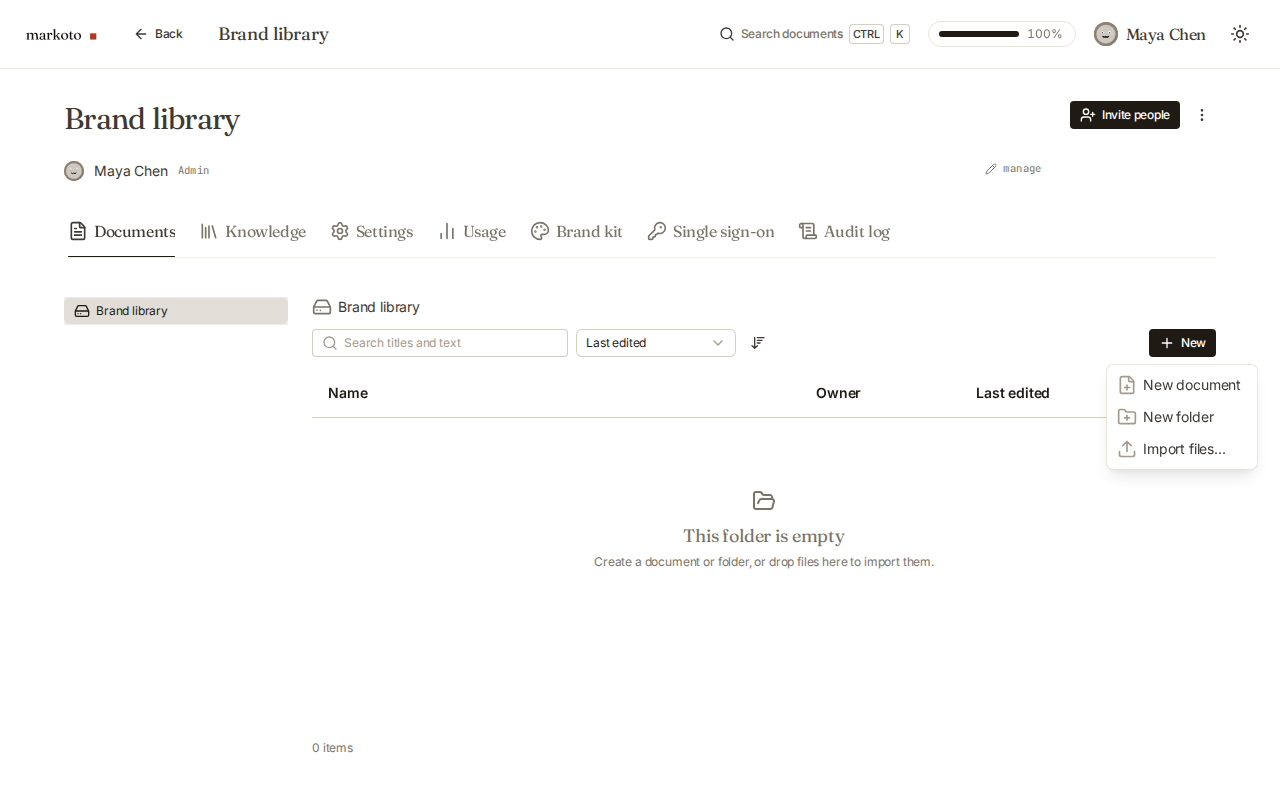 markoto
Back
Brand library
Search documents CTRL K
100%
Maya Chen
Brand library
Invite people
Maya Chen Admin
manage
Documents
Knowledge
Settings
Usage
Brand kit
Single sign-on
Audit log
Brand library
Brand library
Search titles and text
Last edited
New
Name Owner Last edited
New document
New folder
Import files...
This folder is empty
Create a document or folder, or drop files here to import them.
0 items